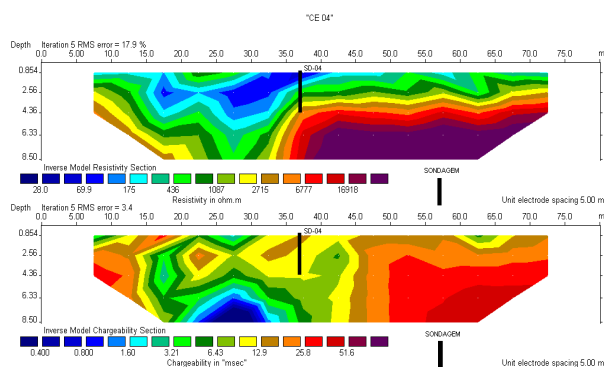 "CE 04"
Depth Iteration 5 RMS error = 17.9 %
0.0 5.00 10.0 15.0 20.0 25.0 30.0 35.0 40.0 45.0 50.0 55.0 60.0 65.0 70.0 75.0 m.
SD-04
0.854
2.56
4.36
6.33
8.50
Inverse Model Resistivity Section
28.0 69.9 175 436 1087 2715 6777 16918
Resistivity in ohm.m
SONDAGEM
Unit electrode spacing 5.00 m.
Depth Iteration 5 RMS error = 3.4
0.0 5.00 10.0 15.0 20.0 25.0 30.0 35.0 40.0 45.0 50.0 55.0 60.0 65.0 70.0 75.0 m.
SD-04
0.854
2.56
4.36
6.33
8.50
Inverse Model Chargeability Section
0.400 0.800 1.60 3.21 6.43 12.9 25.8 51.6
Chargeability in "msec"
SONDAGEM
Unit electrode spacing 5.00 m.